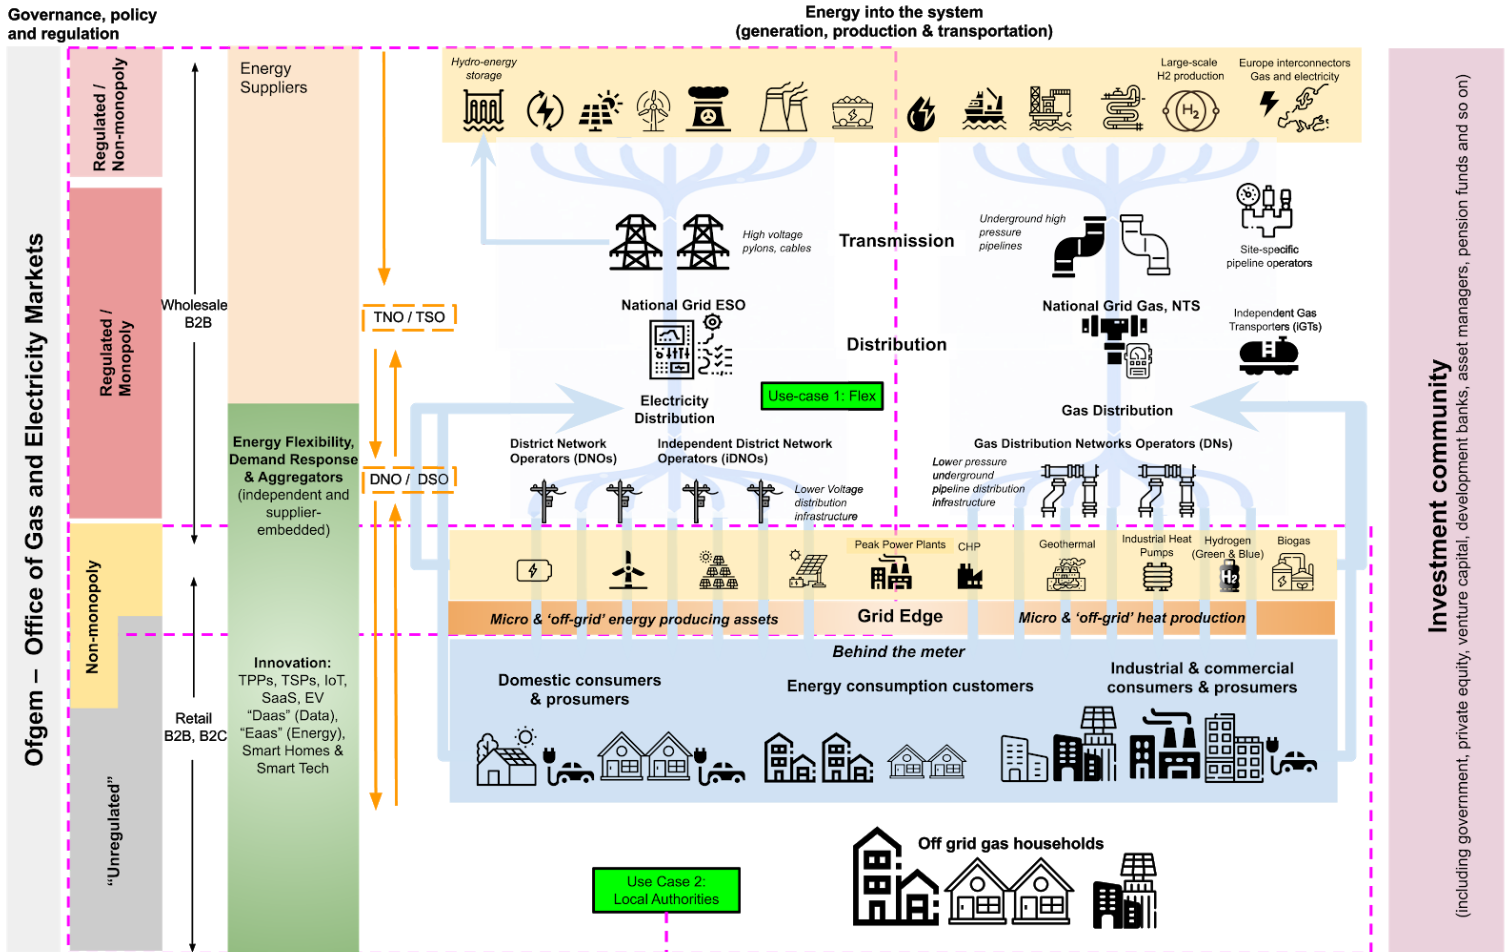 Governance, policy
and regulation
Energy into the system
(generation, production & transportation)
Ofgem – Office of Gas and Electricity Markets
Regulated /
Non-monopoly
Regulated /
Monopoly
Non-monopoly
“Unregulated”
Wholesale
B2B
Retail
B2B, B2C
Energy
Suppliers
Energy Flexibility,
Demand Response
& Aggregators
(independent and
supplier-
embedded)
Innovation:
TPPs, TSPs, IoT,
SaaS, EV
“Daas” (Data),
“Eaas” (Energy),
Smart Homes &
Smart Tech
TNO / TSO
DNO / DSO
Hydro-energy
storage
Large-scale
H2 production
H2
Europe interconnectors
Gas and electricity
High voltage
pylons, cables
Transmission
Underground high
pressure
pipelines
Site-specific
pipeline operators
National Grid ESO
National Grid Gas, NTS
Independent Gas
Transporters (iGTs)
Distribution
Use-case 1: Flex
Electricity
Distribution
Gas Distribution
District Network
Operators (DNOs)
Independent District Network
Operators (iDNOs)
Gas Distribution Networks Operators (DNs)
Lower Voltage
distribution
infrastructure
Lower pressure
underground
pipeline distribution
infrastructure
Peak Power Plants
CHP
Geothermal
Industrial Heat
Pumps
Hydrogen
(Green & Blue)
H2
Biogas
Micro & ‘off-grid’ energy producing assets
Grid Edge
Micro & ‘off-grid’ heat production
Behind the meter
Domestic consumers
& prosumers
Energy consumption customers
Industrial & commercial
consumers & prosumers
Off grid gas households
Use Case 2:
Local Authorities
Investment community
(including government, private equity, venture capital, development banks, asset managers, pension funds and so on)